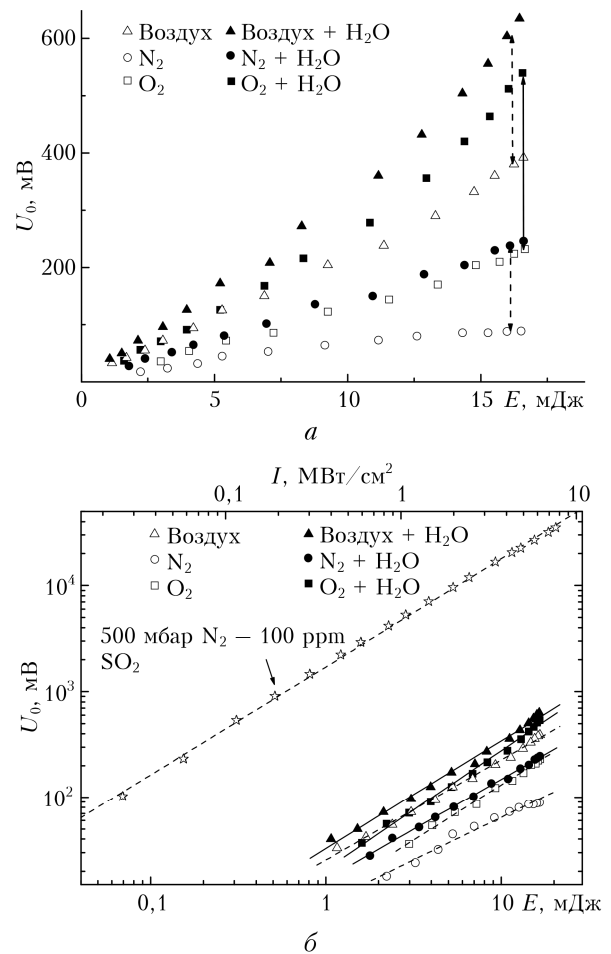 600
400
200
U₀, мВ
△ Воздух ▲ Воздух + H₂O
○ N₂ ● N₂ + H₂O
□ O₂ ■ O₂ + H₂O
0 5 10 15 E, мДж
а
I, МВт/см²
0,1 1 10
△ Воздух ▲ Воздух + H₂O
○ N₂ ● N₂ + H₂O
□ O₂ ■ O₂ + H₂O
10⁴
500 мбар N₂ – 100 ppm
SO₂
10³
U₀, мВ
10²
0,1 1 10 E, мДж
б